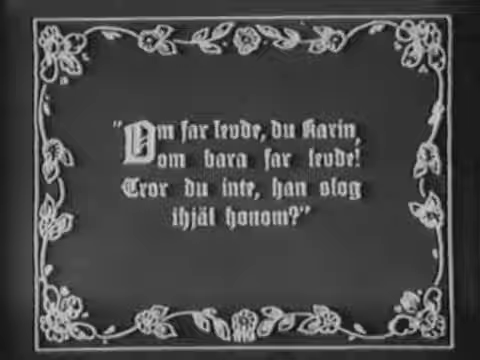 "Om far levde, du Karin,
om bara far levde!
Tror du inte, han slog
ihjäl honom?"